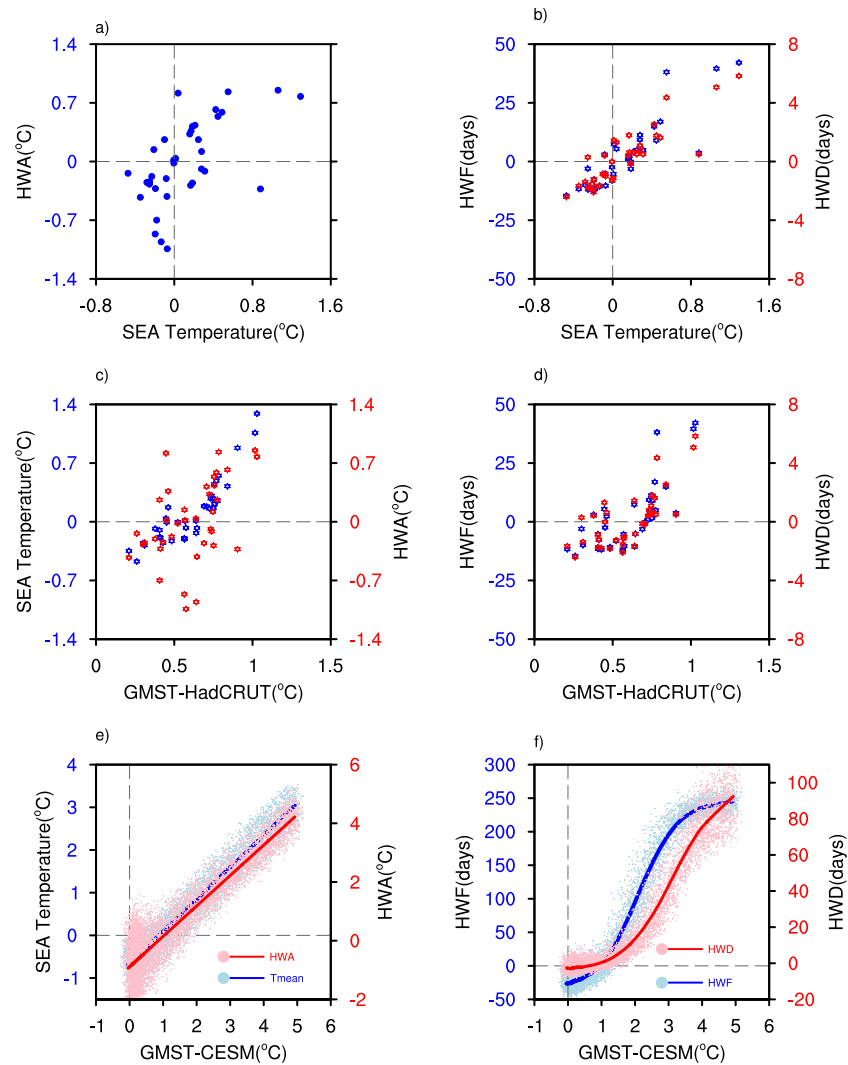 a)
1.4
0.7
0
-0.7
-1.4
HWA(°C)
-0.8 0 0.8 1.6
SEA Temperature(°C)
b)
50
25
0
-25
-50
HWF(days)
8
4
0
-4
-8
HWD(days)
-0.8 0 0.8 1.6
SEA Temperature(°C)
c)
1.4
0.7
0
-0.7
-1.4
SEA Temperature(°C)
1.4
0.7
0
-0.7
-1.4
HWA(°C)
0 0.5 1 1.5
GMST-HadCRUT(°C)
d)
50
25
0
-25
-50
HWF(days)
8
4
0
-4
-8
HWD(days)
0 0.5 1 1.5
GMST-HadCRUT(°C)
e)
4
3
2
1
0
-1
SEA Temperature(°C)
6
4
2
0
-2
HWA(°C)
HWA
Tmean
-1 0 1 2 3 4 5 6
GMST-CESM(°C)
f)
300
250
200
150
100
50
0
-50
HWF(days)
100
80
60
40
20
0
-20
HWD(days)
HWD
HWF
-1 0 1 2 3 4 5 6
GMST-CESM(°C)